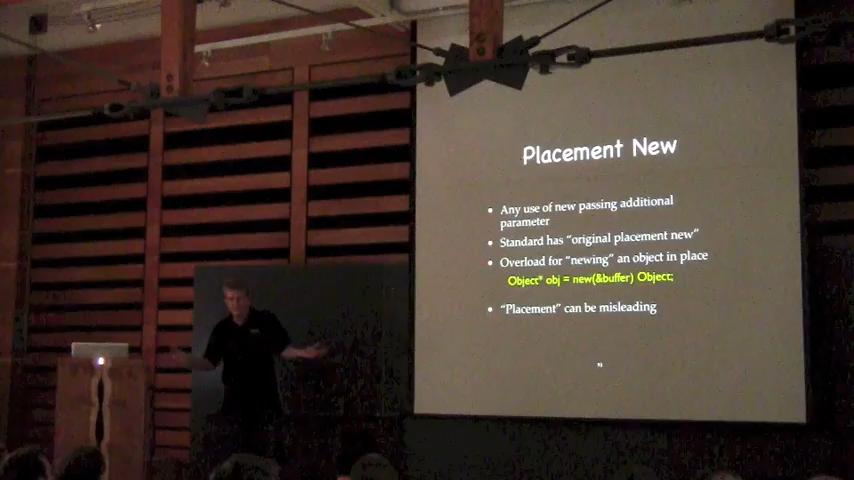 Placement New
• Any use of new passing additional
parameter
• Standard has "original placement new"
• Overload for "newing" an object in place
Object* obj = new(&buffer) Object;
• "Placement" can be misleading